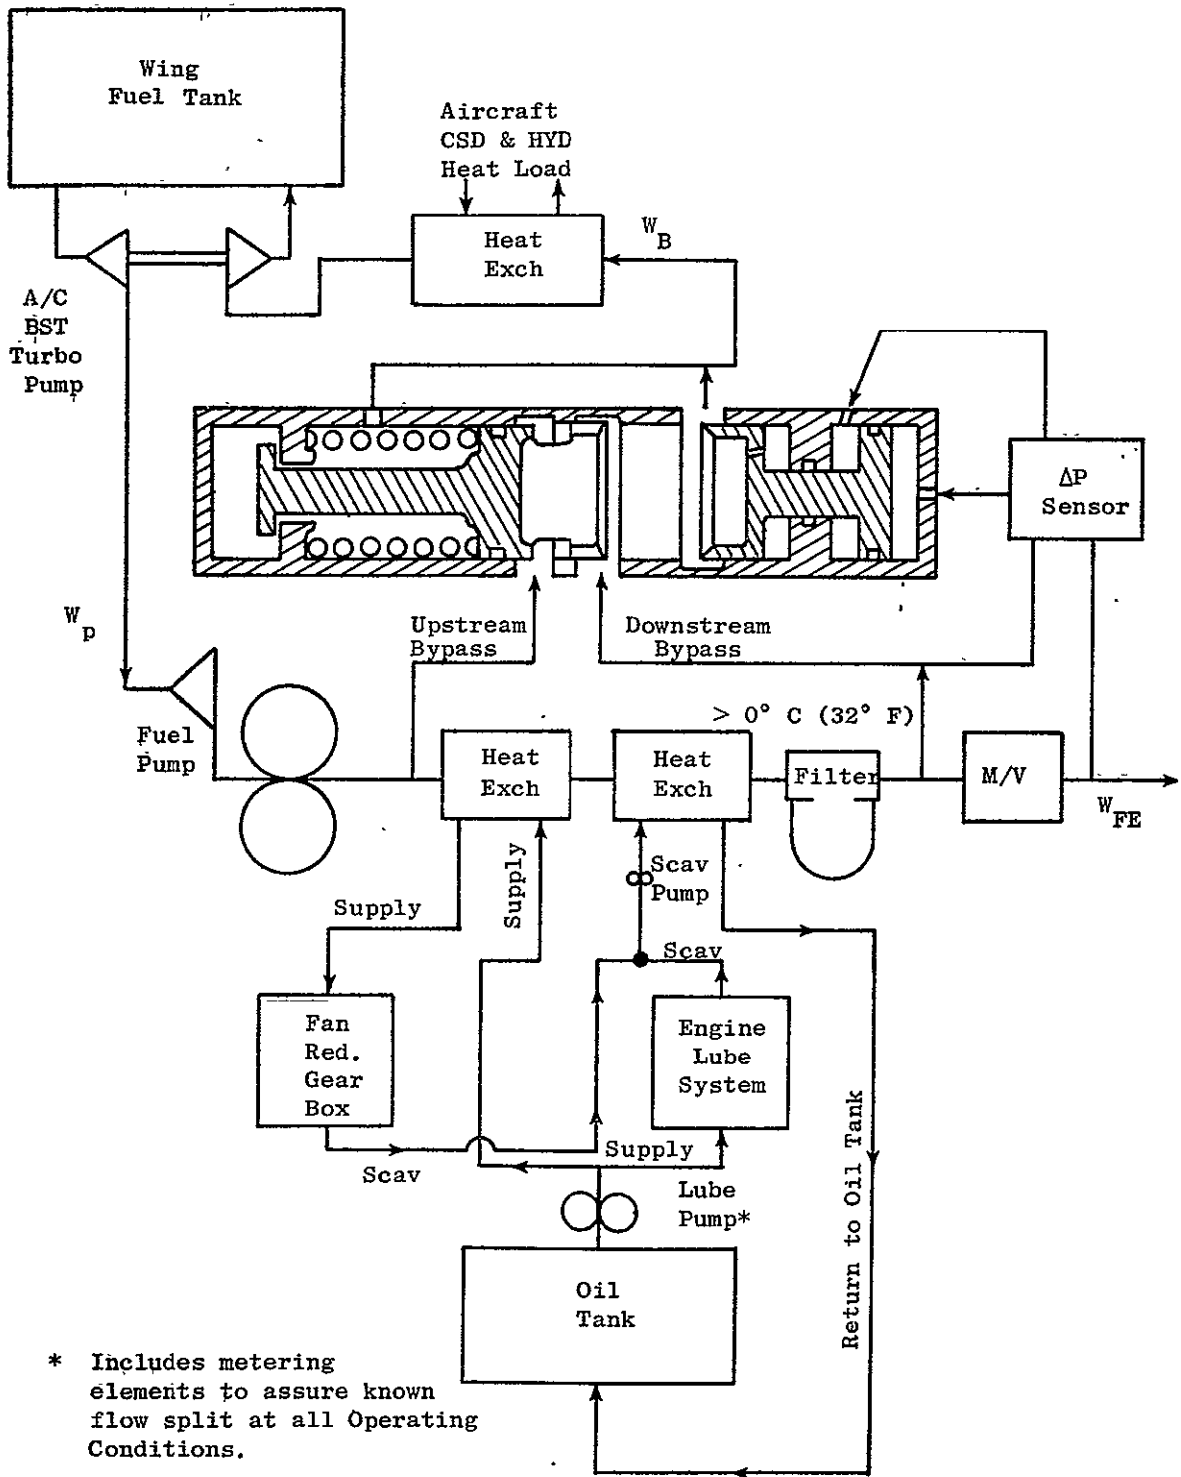 Wing
Fuel Tank
Aircraft
CSD & HYD
Heat Load
Heat
Exch
W_B
A/C
BST
Turbo
Pump
ΔP
Sensor
W_p
Upstream
Bypass
Downstream
Bypass
> 0° C (32° F)
Fuel
Pump
Heat
Exch
Heat
Exch
Filter
M/V
W_FE
Supply
Supply
Scav
Pump
Scav
Fan
Red.
Gear
Box
Engine
Lube
System
Scav
Supply
Lube
Pump*
Return to Oil Tank
Oil
Tank
* Includes metering
elements to assure known
flow split at all Operating
Conditions.